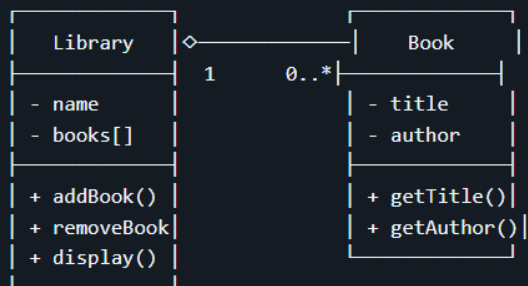 Library
1 0..*
- name
- books[]
+ addBook()
+ removeBook
+ display()
Book
- title
- author
+ getTitle()
+ getAuthor()